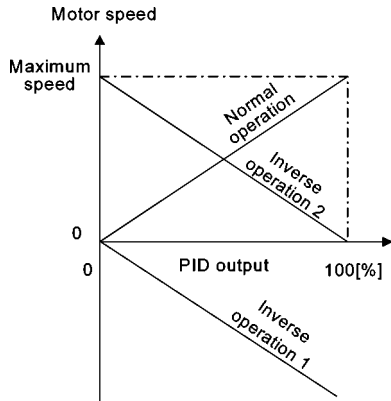 Motor speed
Maximum
speed
Normal
operation
Inverse
operation 2
0
0
PID output
100[%]
Inverse
operation 1